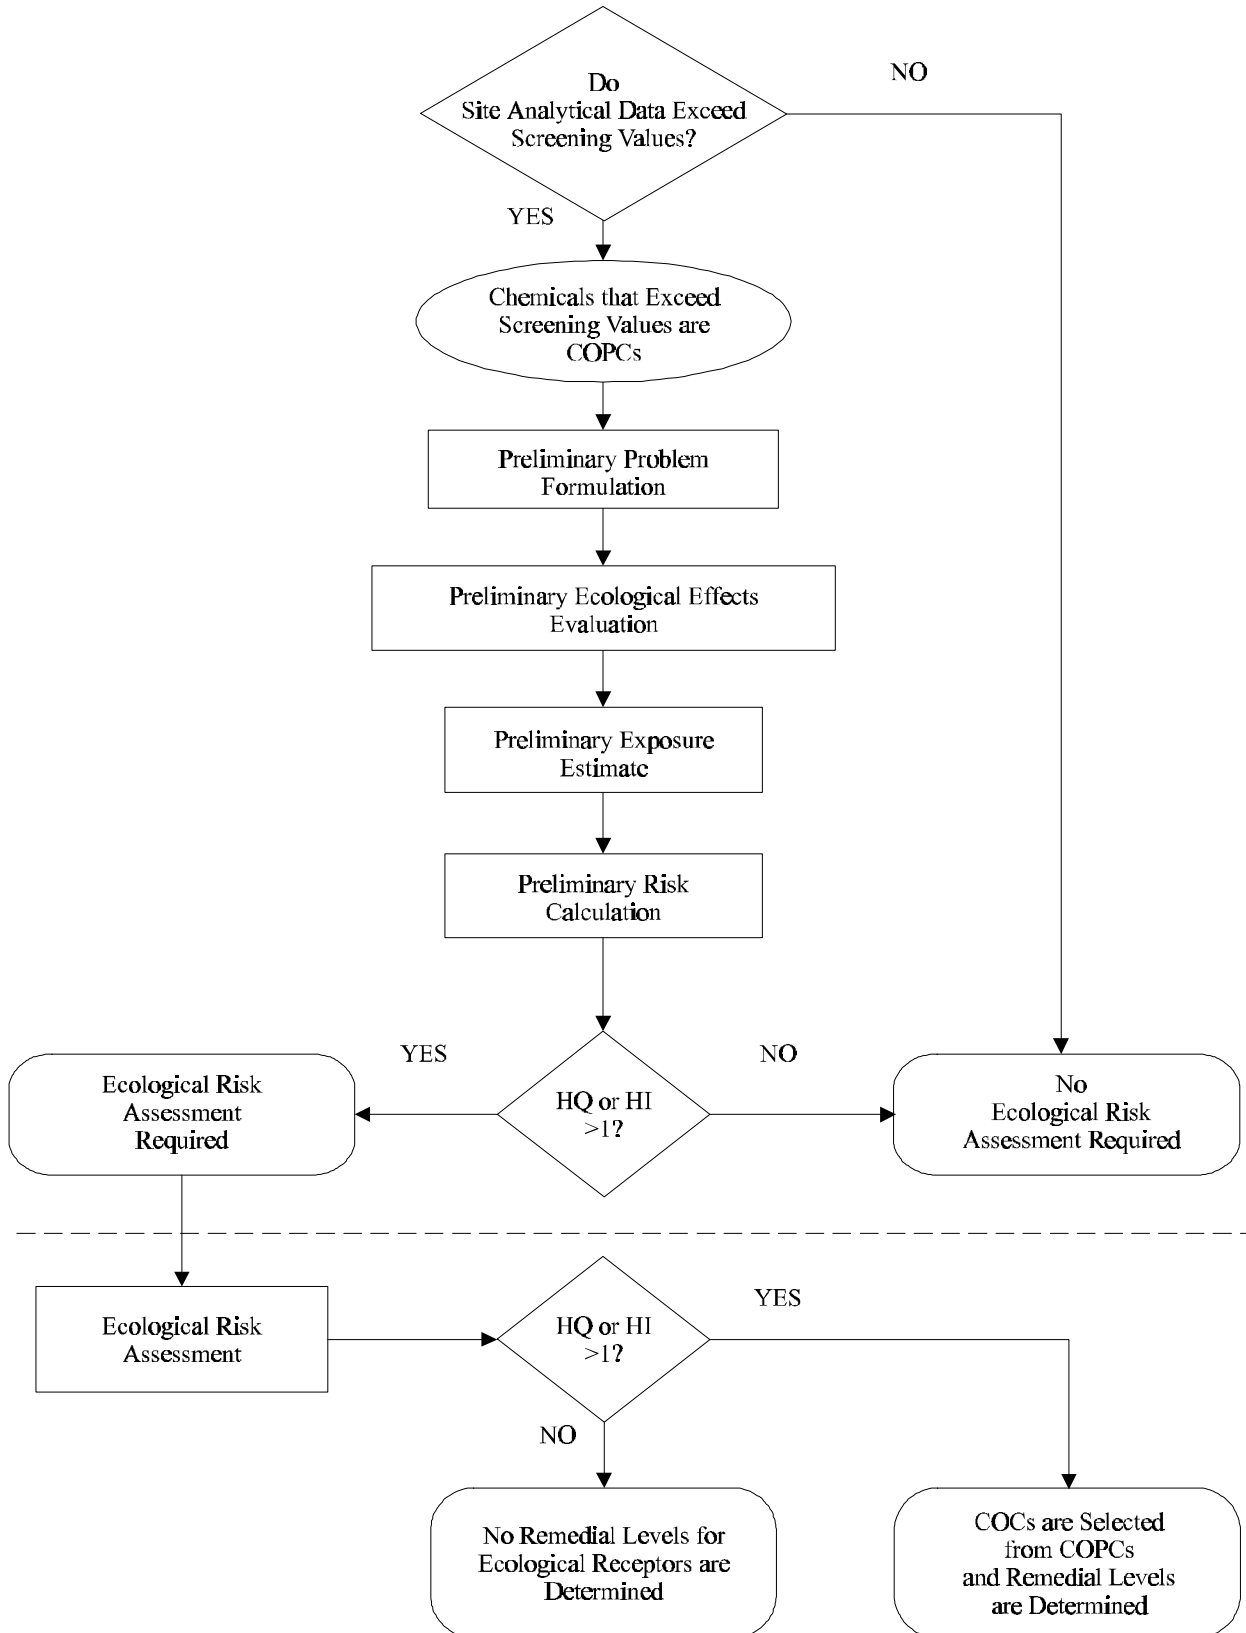 Do
Site Analytical Data Exceed
Screening Values?
NO
YES
Chemicals that Exceed
Screening Values are
COPCs
Preliminary Problem
Formulation
Preliminary Ecological Effects
Evaluation
Preliminary Exposure
Estimate
Preliminary Risk
Calculation
YES
NO
Ecological Risk
Assessment
Required
HQ or HI
>1?
No
Ecological Risk
Assessment Required
Ecological Risk
Assessment
HQ or HI
>1?
YES
NO
No Remedial Levels for
Ecological Receptors are
Determined
COCs are Selected
from COPCs
and Remedial Levels
are Determined